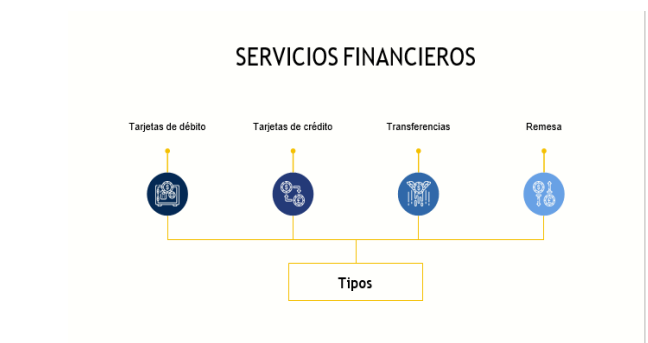 SERVICIOS FINANCIEROS
Tarjetas de débito
Tarjetas de crédito
Transferencias
Remesa
Tipos